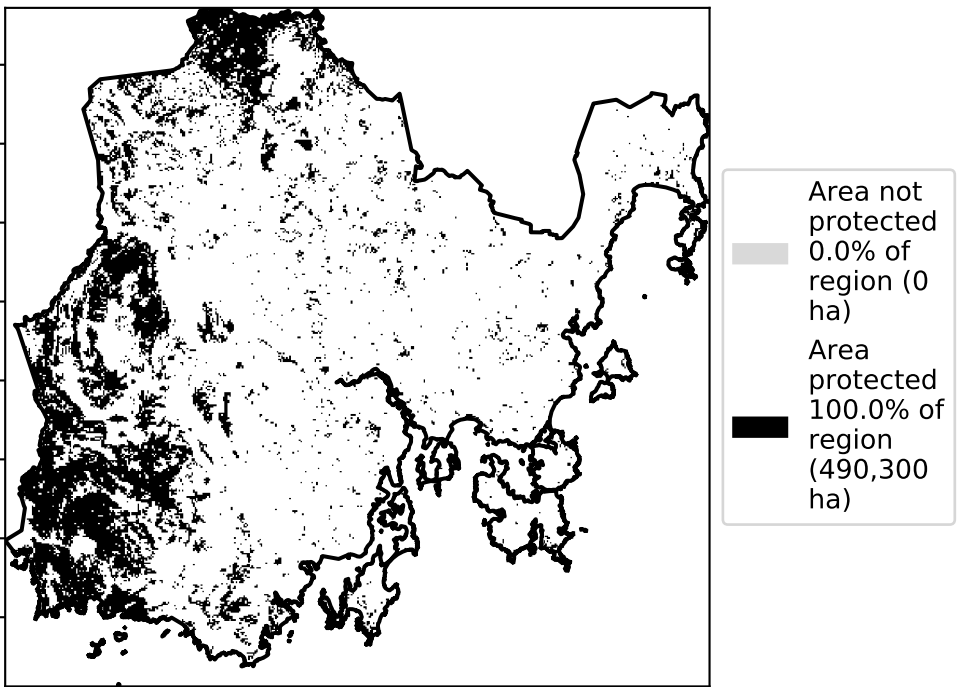 Area not
protected
0.0% of
region (0
ha)
Area
protected
100.0% of
region
(490,300
ha)